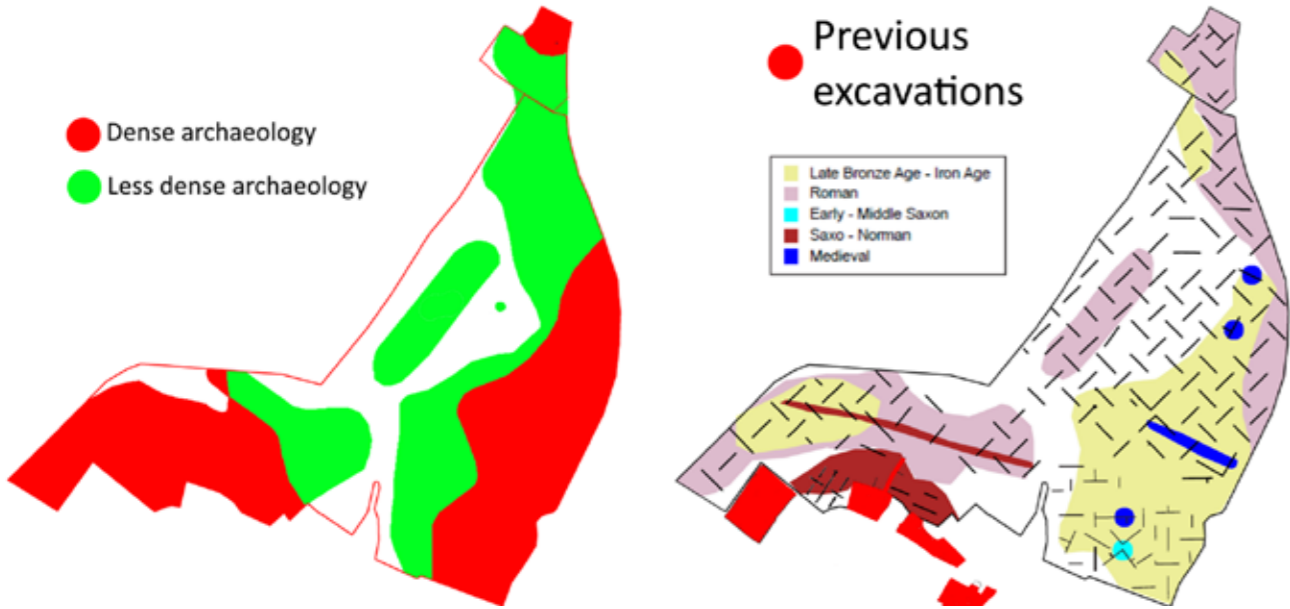 Dense archaeology
Less dense archaeology
Previous
excavations
Late Bronze Age - Iron Age
Roman
Early - Middle Saxon
Saxo - Norman
Medieval